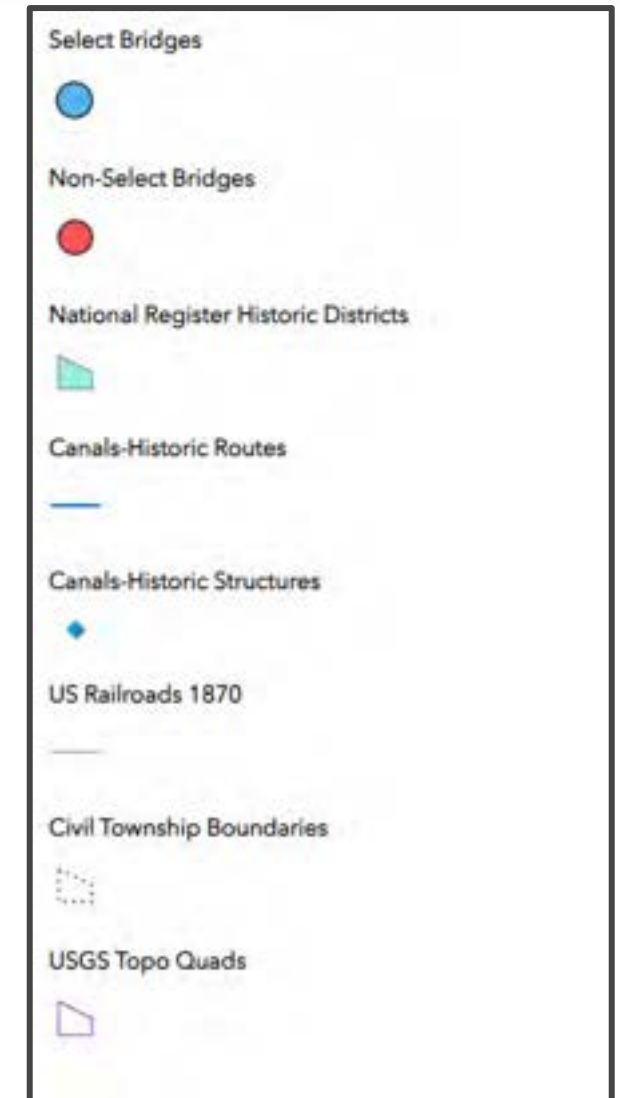 Select Bridges
Non-Select Bridges
National Register Historic Districts
Canals-Historic Routes
Canals-Historic Structures
US Railroads 1870
Civil Township Boundaries
USGS Topo Quads